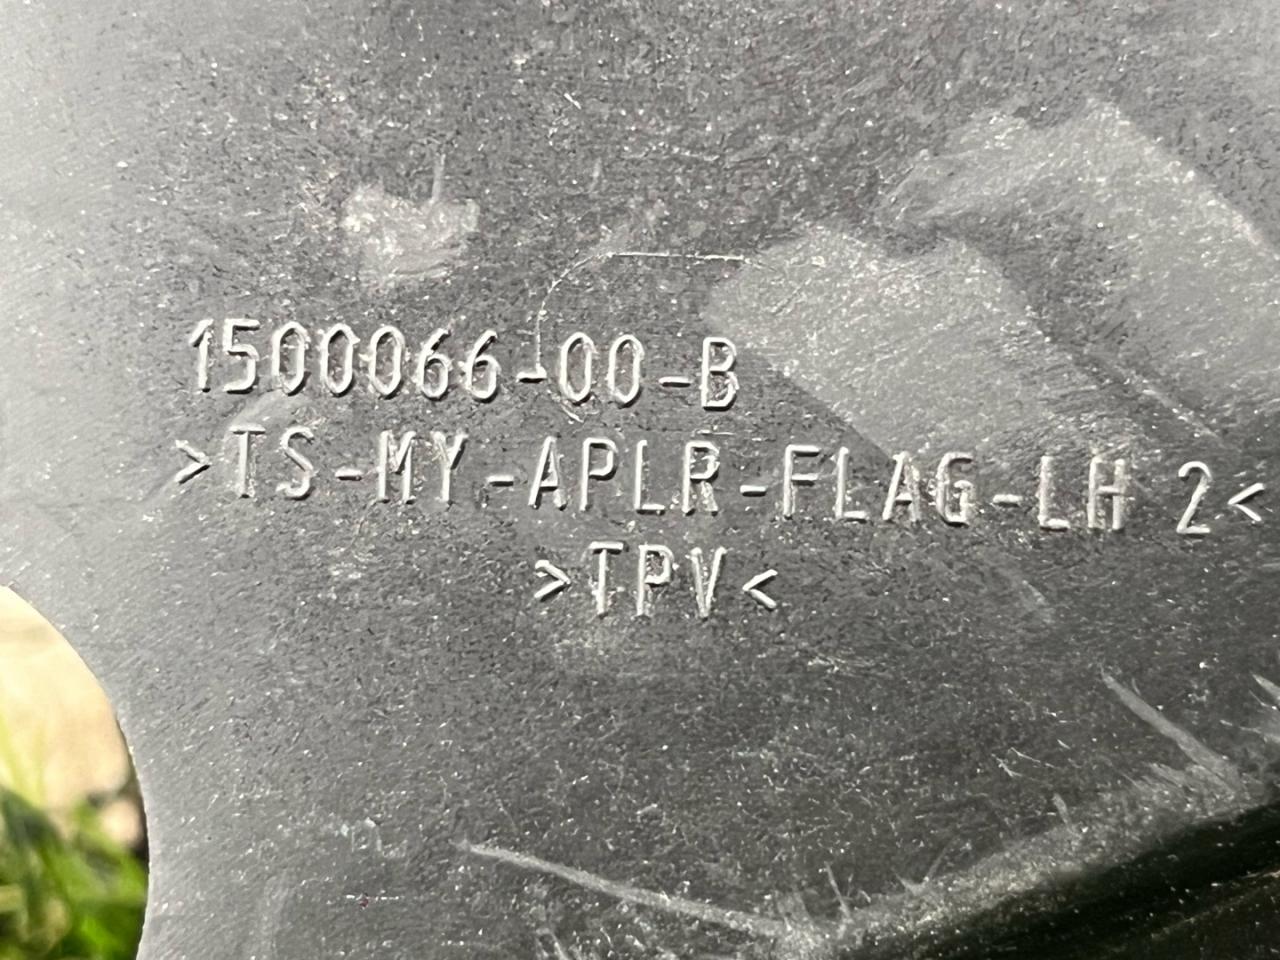 1500066-00-B
>TS-MY-APLR-FLAG-LH 2<
>TPV<